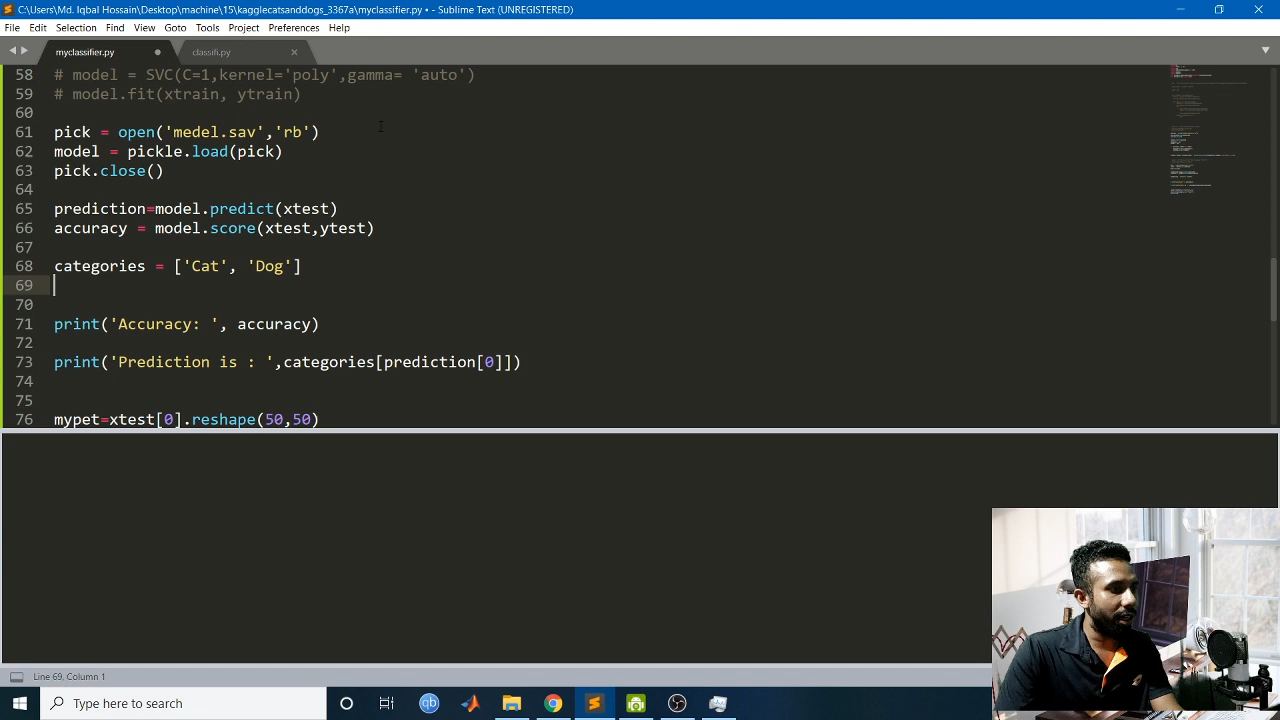 C:\Users\Md. Iqbal Hossain\Desktop\machine\15\kagglecatsanddogs_3367a\myclassifier.py • - Sublime Text (UNREGISTERED)
File Edit Selection Find View Goto Tools Project Preferences Help
myclassifier.py classifi.py
58 # model = SVC(C=1,kernel='poly',gamma= 'auto')
59 # model.fit(xtrain, ytrain)
60
61 pick = open('medel.sav','rb')
62 model = pickle.load(pick)
63 pick.close()
64
65 prediction=model.predict(xtest)
66 accuracy = model.score(xtest,ytest)
67
68 categories = ['Cat', 'Dog']
69
70
71 print('Accuracy: ', accuracy)
72
73 print('Prediction is : ',categories[prediction[0]])
74
75
76 mypet=xtest[0].reshape(50,50)
Line 69, Column 1
Type here to search
qb